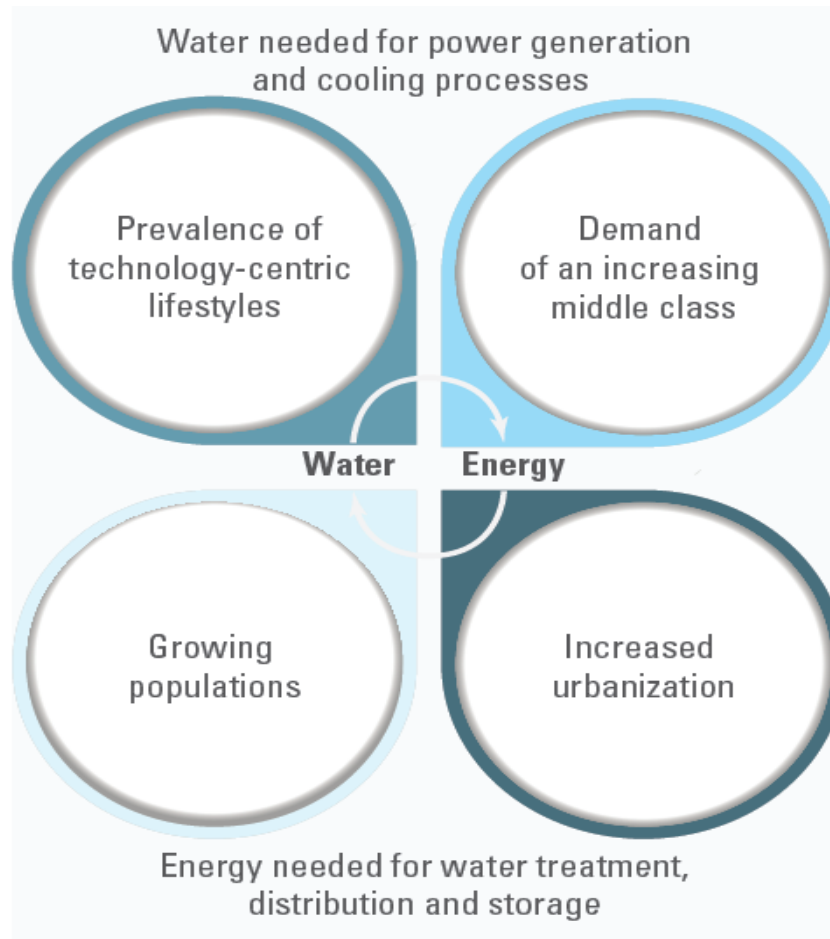 Water needed for power generation
and cooling processes
Prevalence of
technology-centric
lifestyles
Demand
of an increasing
middle class
Water
Energy
Growing
populations
Increased
urbanization
Energy needed for water treatment,
distribution and storage